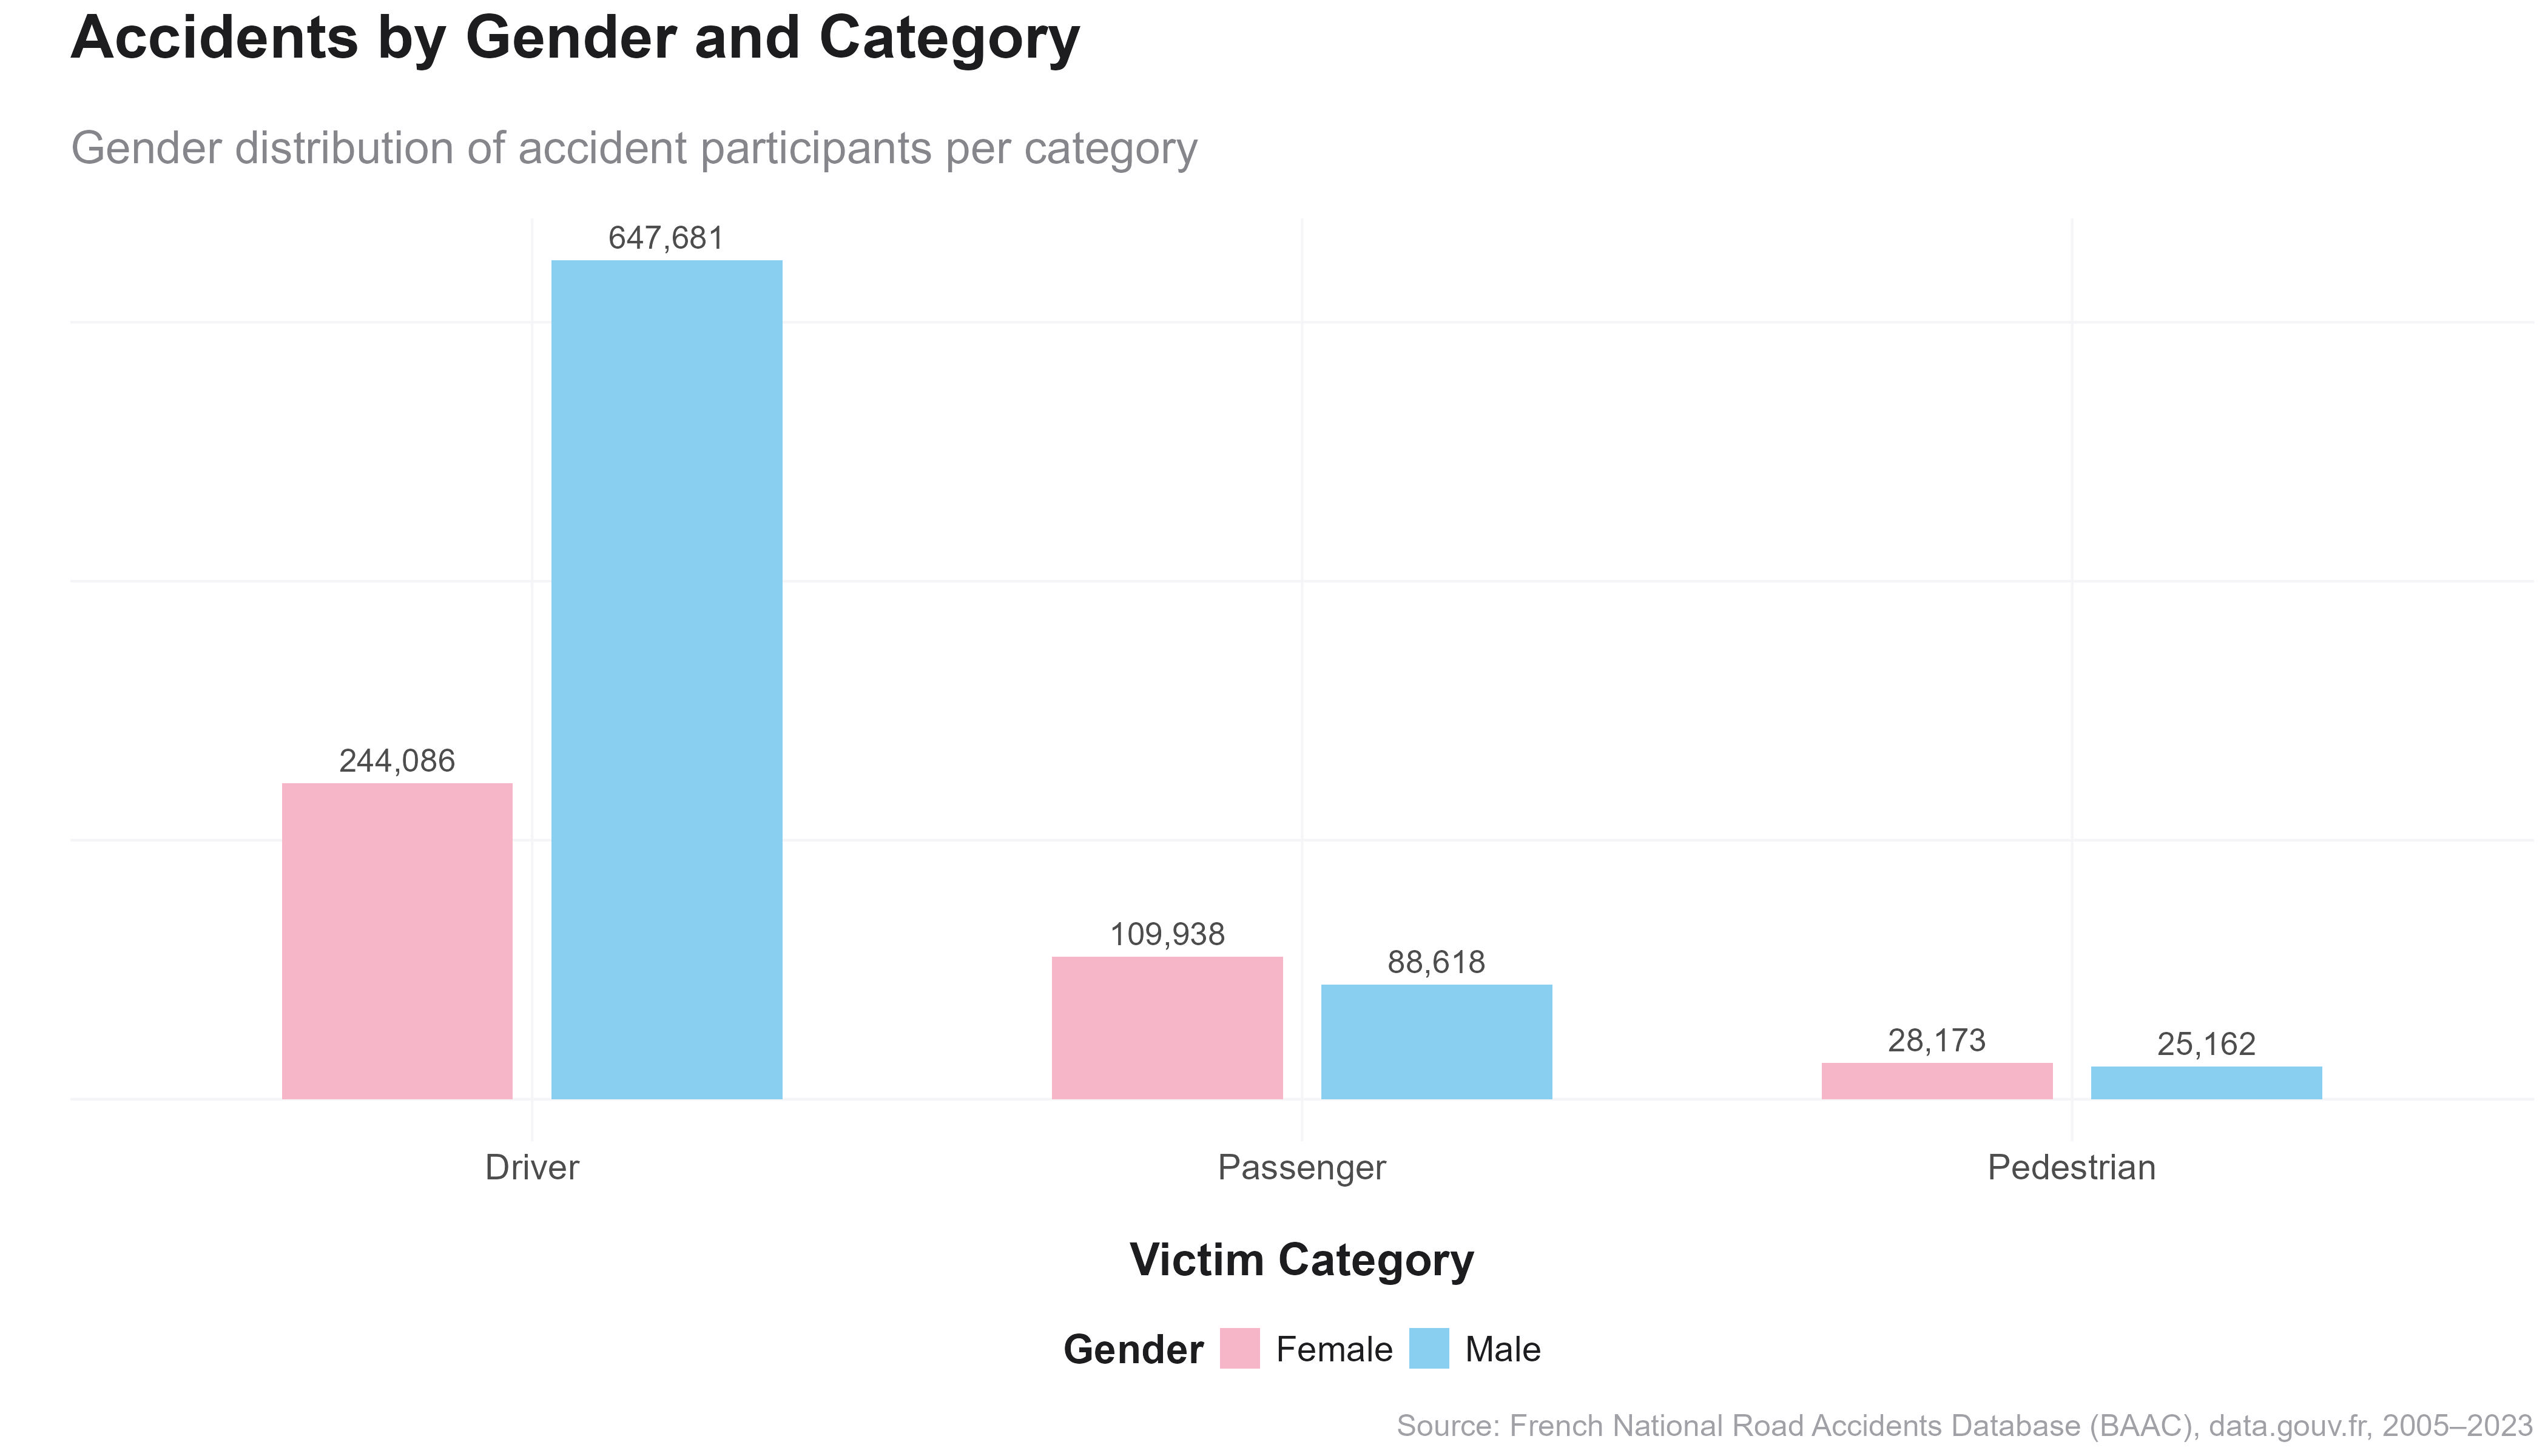 Accidents by Gender and Category
Gender distribution of accident participants per category
647,681
244,086
109,938
88,618
28,173
25,162
Driver
Passenger
Pedestrian
Victim Category
Gender
Female
Male
Source: French National Road Accidents Database (BAAC), data.gouv.fr, 2005–2023